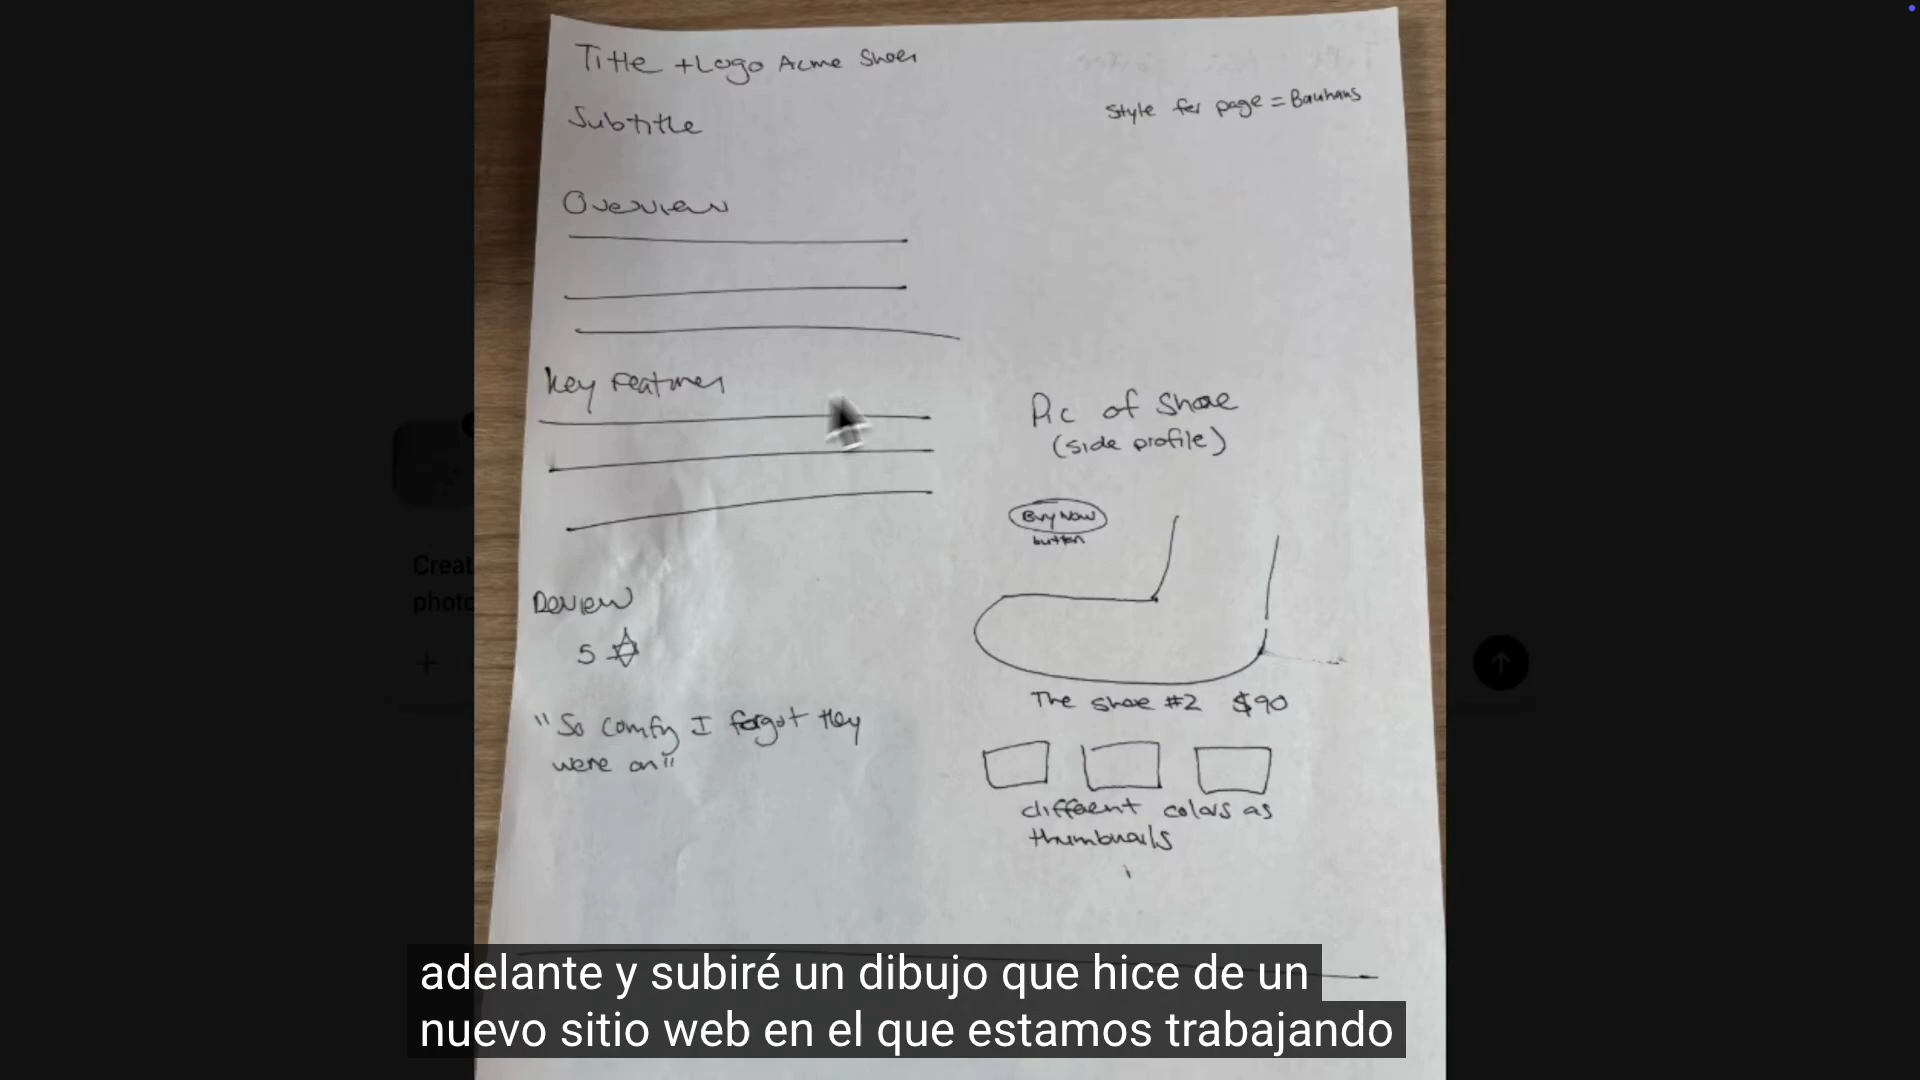 Title + Logo Acme Shoes
Style for page = Bauhaus
Subtitle
Overview
Key Features
Pic of Shoe
(side profile)
Buy Now
button
Review
5
The shoe #2 $90
"So comfy I forgot they
were on"
different colors as
thumbnails
Creat
photo
adelante y subiré un dibujo que hice de un
nuevo sitio web en el que estamos trabajando